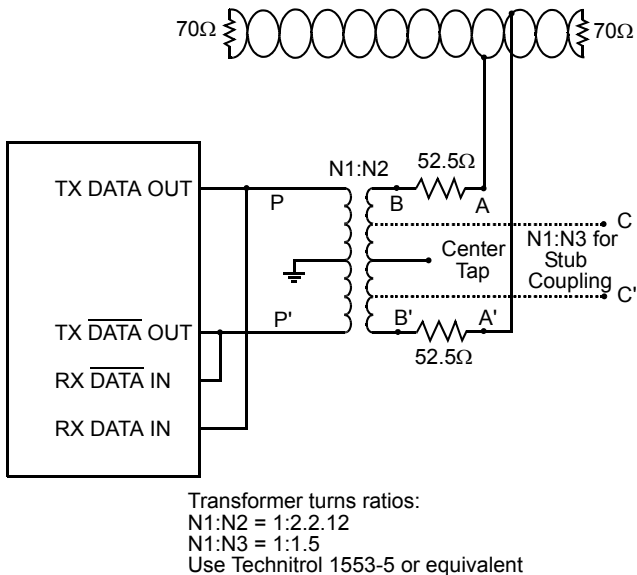 70Ω
70Ω
52.5Ω
N1:N2
TX DATA OUT
P
B
A
C
N1:N3 for
Stub
Coupling
Center
Tap
C'
TX DATA OUT
P'
B'
A'
52.5Ω
RX DATA IN
RX DATA IN
Transformer turns ratios:
N1:N2 = 1:2.2.12
N1:N3 = 1:1.5
Use Technitrol 1553-5 or equivalent